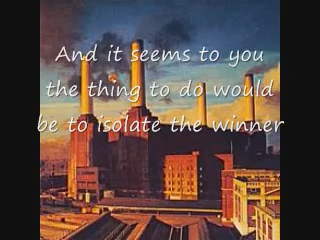 And it seems to you
the thing to do would
be to isolate the winner